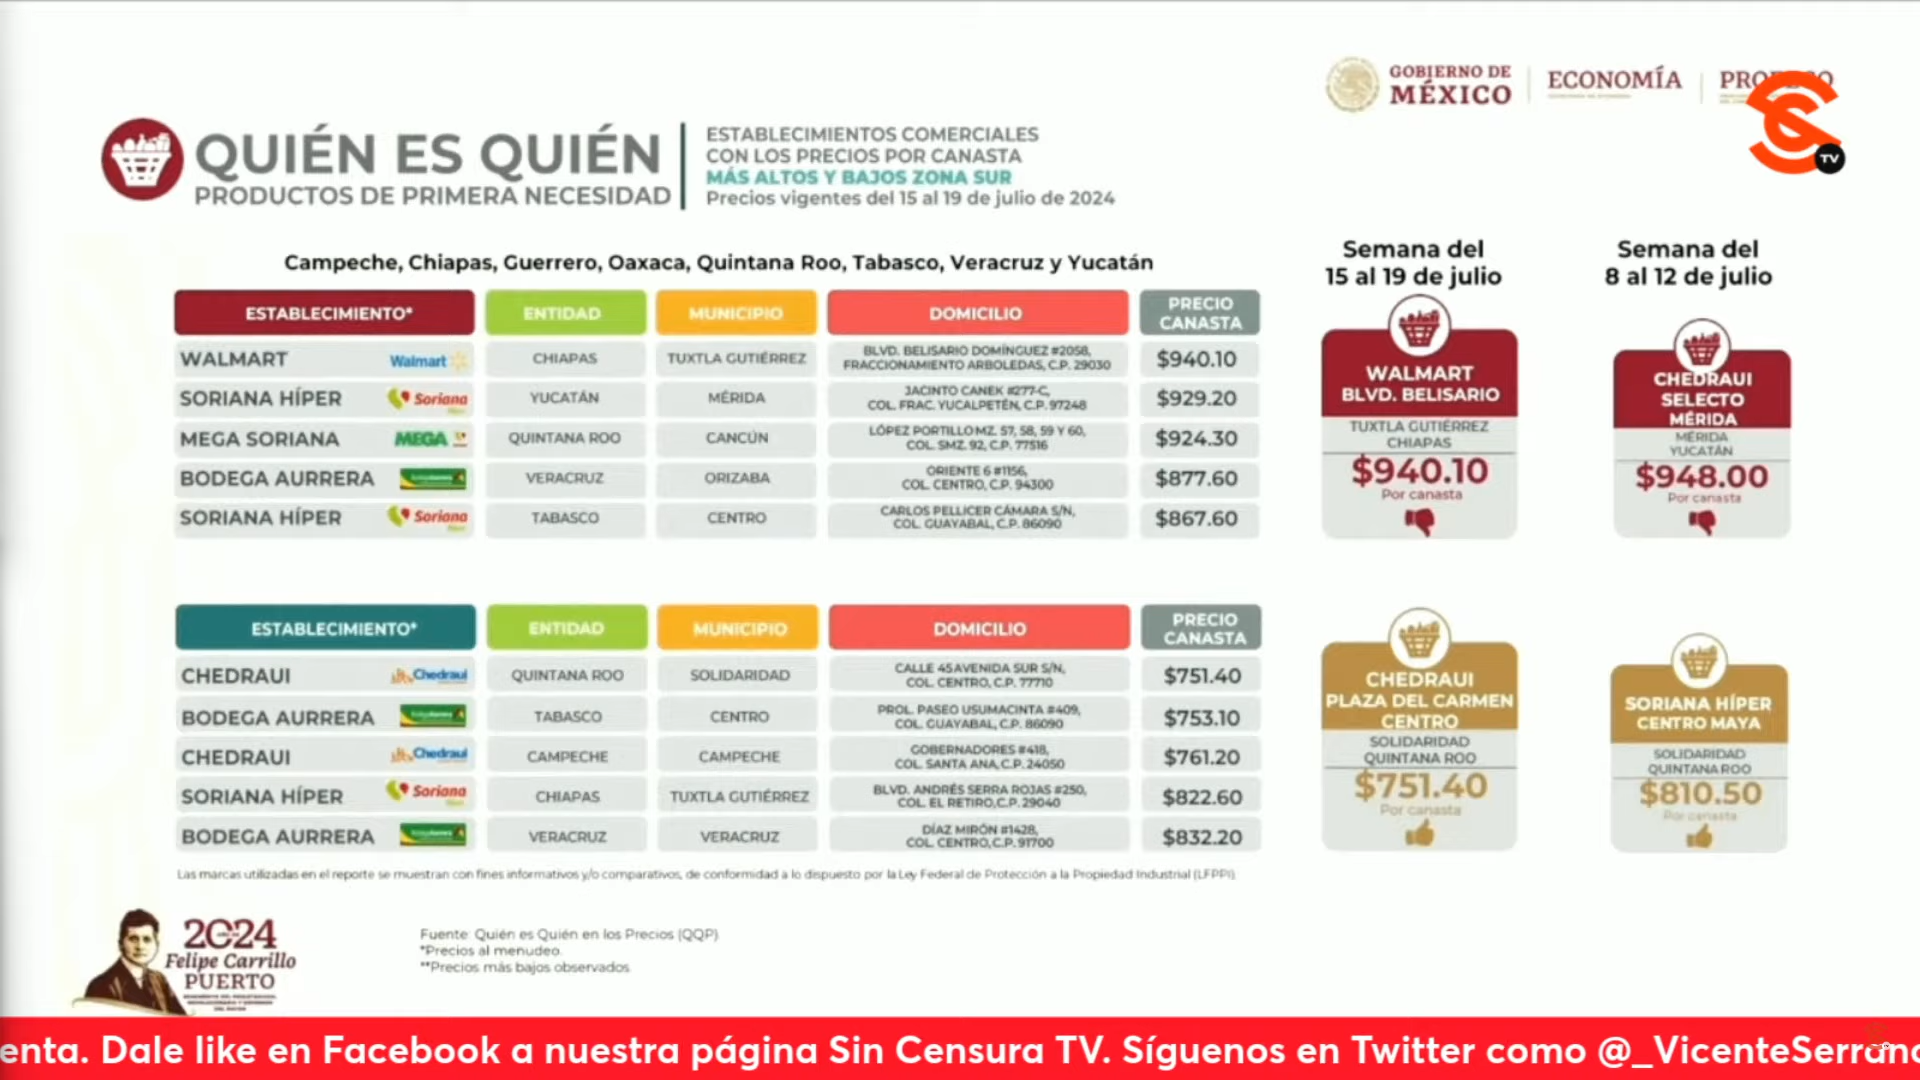 GOBIERNO DE
MÉXICO
ECONOMÍA
TV
QUIÉN ES QUIÉN
PRODUCTOS DE PRIMERA NECESIDAD
ESTABLECIMIENTOS COMERCIALES
CON LOS PRECIOS POR CANASTA
MÁS ALTOS Y BAJOS ZONA SUR
Precios vigentes del 15 al 19 de julio de 2024
Campeche, Chiapas, Guerrero, Oaxaca, Quintana Roo, Tabasco, Veracruz y Yucatán
ESTABLECIMIENTO* ENTIDAD MUNICIPIO DOMICILIO PRECIO CANASTA
WALMART Walmart CHIAPAS TUXTLA GUTIÉRREZ BLVD. BELISARIO DOMÍNGUEZ #2058, FRACCIONAMIENTO ARBOLEDAS, C.P. 29030 $940.10
SORIANA HÍPER Soriana YUCATÁN MÉRIDA JACINTO CANEK #277-C, COL. FRAC. YUCALPETÉN, C.P. 97248 $929.20
MEGA SORIANA MEGA QUINTANA ROO CANCÚN LÓPEZ PORTILLO MZ. 57, 58, 59 Y 60, COL. SMZ. 92, C.P. 77516 $924.30
BODEGA AURRERA VERACRUZ ORIZABA ORIENTE 6 #1156, COL. CENTRO, C.P. 94300 $877.60
SORIANA HÍPER Soriana TABASCO CENTRO CARLOS PELLICER CÁMARA S/N, COL. GUAYABAL, C.P. 86090 $867.60
Semana del
15 al 19 de julio
WALMART
BLVD. BELISARIO
TUXTLA GUTIÉRREZ
CHIAPAS
$940.10
Por canasta
Semana del
8 al 12 de julio
CHEDRAUI
SELECTO
MÉRIDA
MÉRIDA
YUCATÁN
$948.00
Por canasta
ESTABLECIMIENTO* ENTIDAD MUNICIPIO DOMICILIO PRECIO CANASTA
CHEDRAUI Chedraui QUINTANA ROO SOLIDARIDAD CALLE 45 AVENIDA SUR S/N, COL. CENTRO, C.P. 77710 $751.40
BODEGA AURRERA TABASCO CENTRO PROL. PASEO USUMACINTA #409, COL. GUAYABAL, C.P. 86090 $753.10
CHEDRAUI Chedraui CAMPECHE CAMPECHE GOBERNADORES #418, COL. SANTA ANA, C.P. 24050 $761.20
SORIANA HÍPER Soriana CHIAPAS TUXTLA GUTIÉRREZ BLVD. ANDRÉS SERRA ROJAS #250, COL. EL RETIRO, C.P. 29040 $822.60
BODEGA AURRERA VERACRUZ VERACRUZ DÍAZ MIRÓN #1428, COL. CENTRO, C.P. 91700 $832.20
CHEDRAUI
PLAZA DEL CARMEN
CENTRO
SOLIDARIDAD
QUINTANA ROO
$751.40
Por canasta
SORIANA HÍPER
CENTRO MAYA
SOLIDARIDAD
QUINTANA ROO
$810.50
Por canasta
Las marcas utilizadas en el reporte se muestran con fines informativos y/o comparativos, de conformidad a lo dispuesto por la Ley Federal de Protección a la Propiedad Industrial (LFPPI).
2024
Felipe Carrillo
PUERTO
Fuente: Quién es Quién en los Precios (QQP)
*Precios al menudeo.
**Precios más bajos observados
enta. Dale like en Facebook a nuestra página Sin Censura TV. Síguenos en Twitter como @_VicenteSerrano